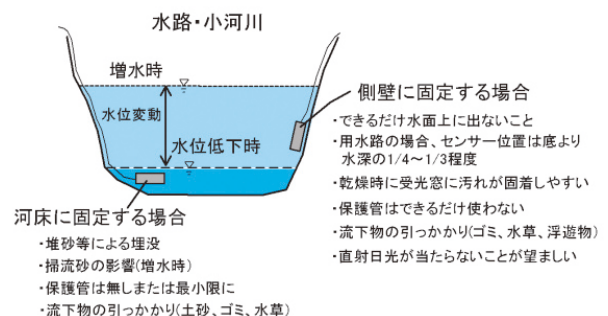 水路・小河川
増水時
水位変動
水位低下時
側壁に固定する場合
・できるだけ水面上に出ないこと
・用水路の場合、センサー位置は底より
水深の1/4～1/3程度
・乾燥時に受光窓に汚れが固着しやすい
・保護管はできるだけ使わない
・流下物の引っかかり(ゴミ、水草、浮遊物)
・直射日光が当たらないことが望ましい
河床に固定する場合
・堆砂等による埋没
・掃流砂の影響(増水時)
・保護管は無しまたは最小限に
・流下物の引っかかり(土砂、ゴミ、水草)